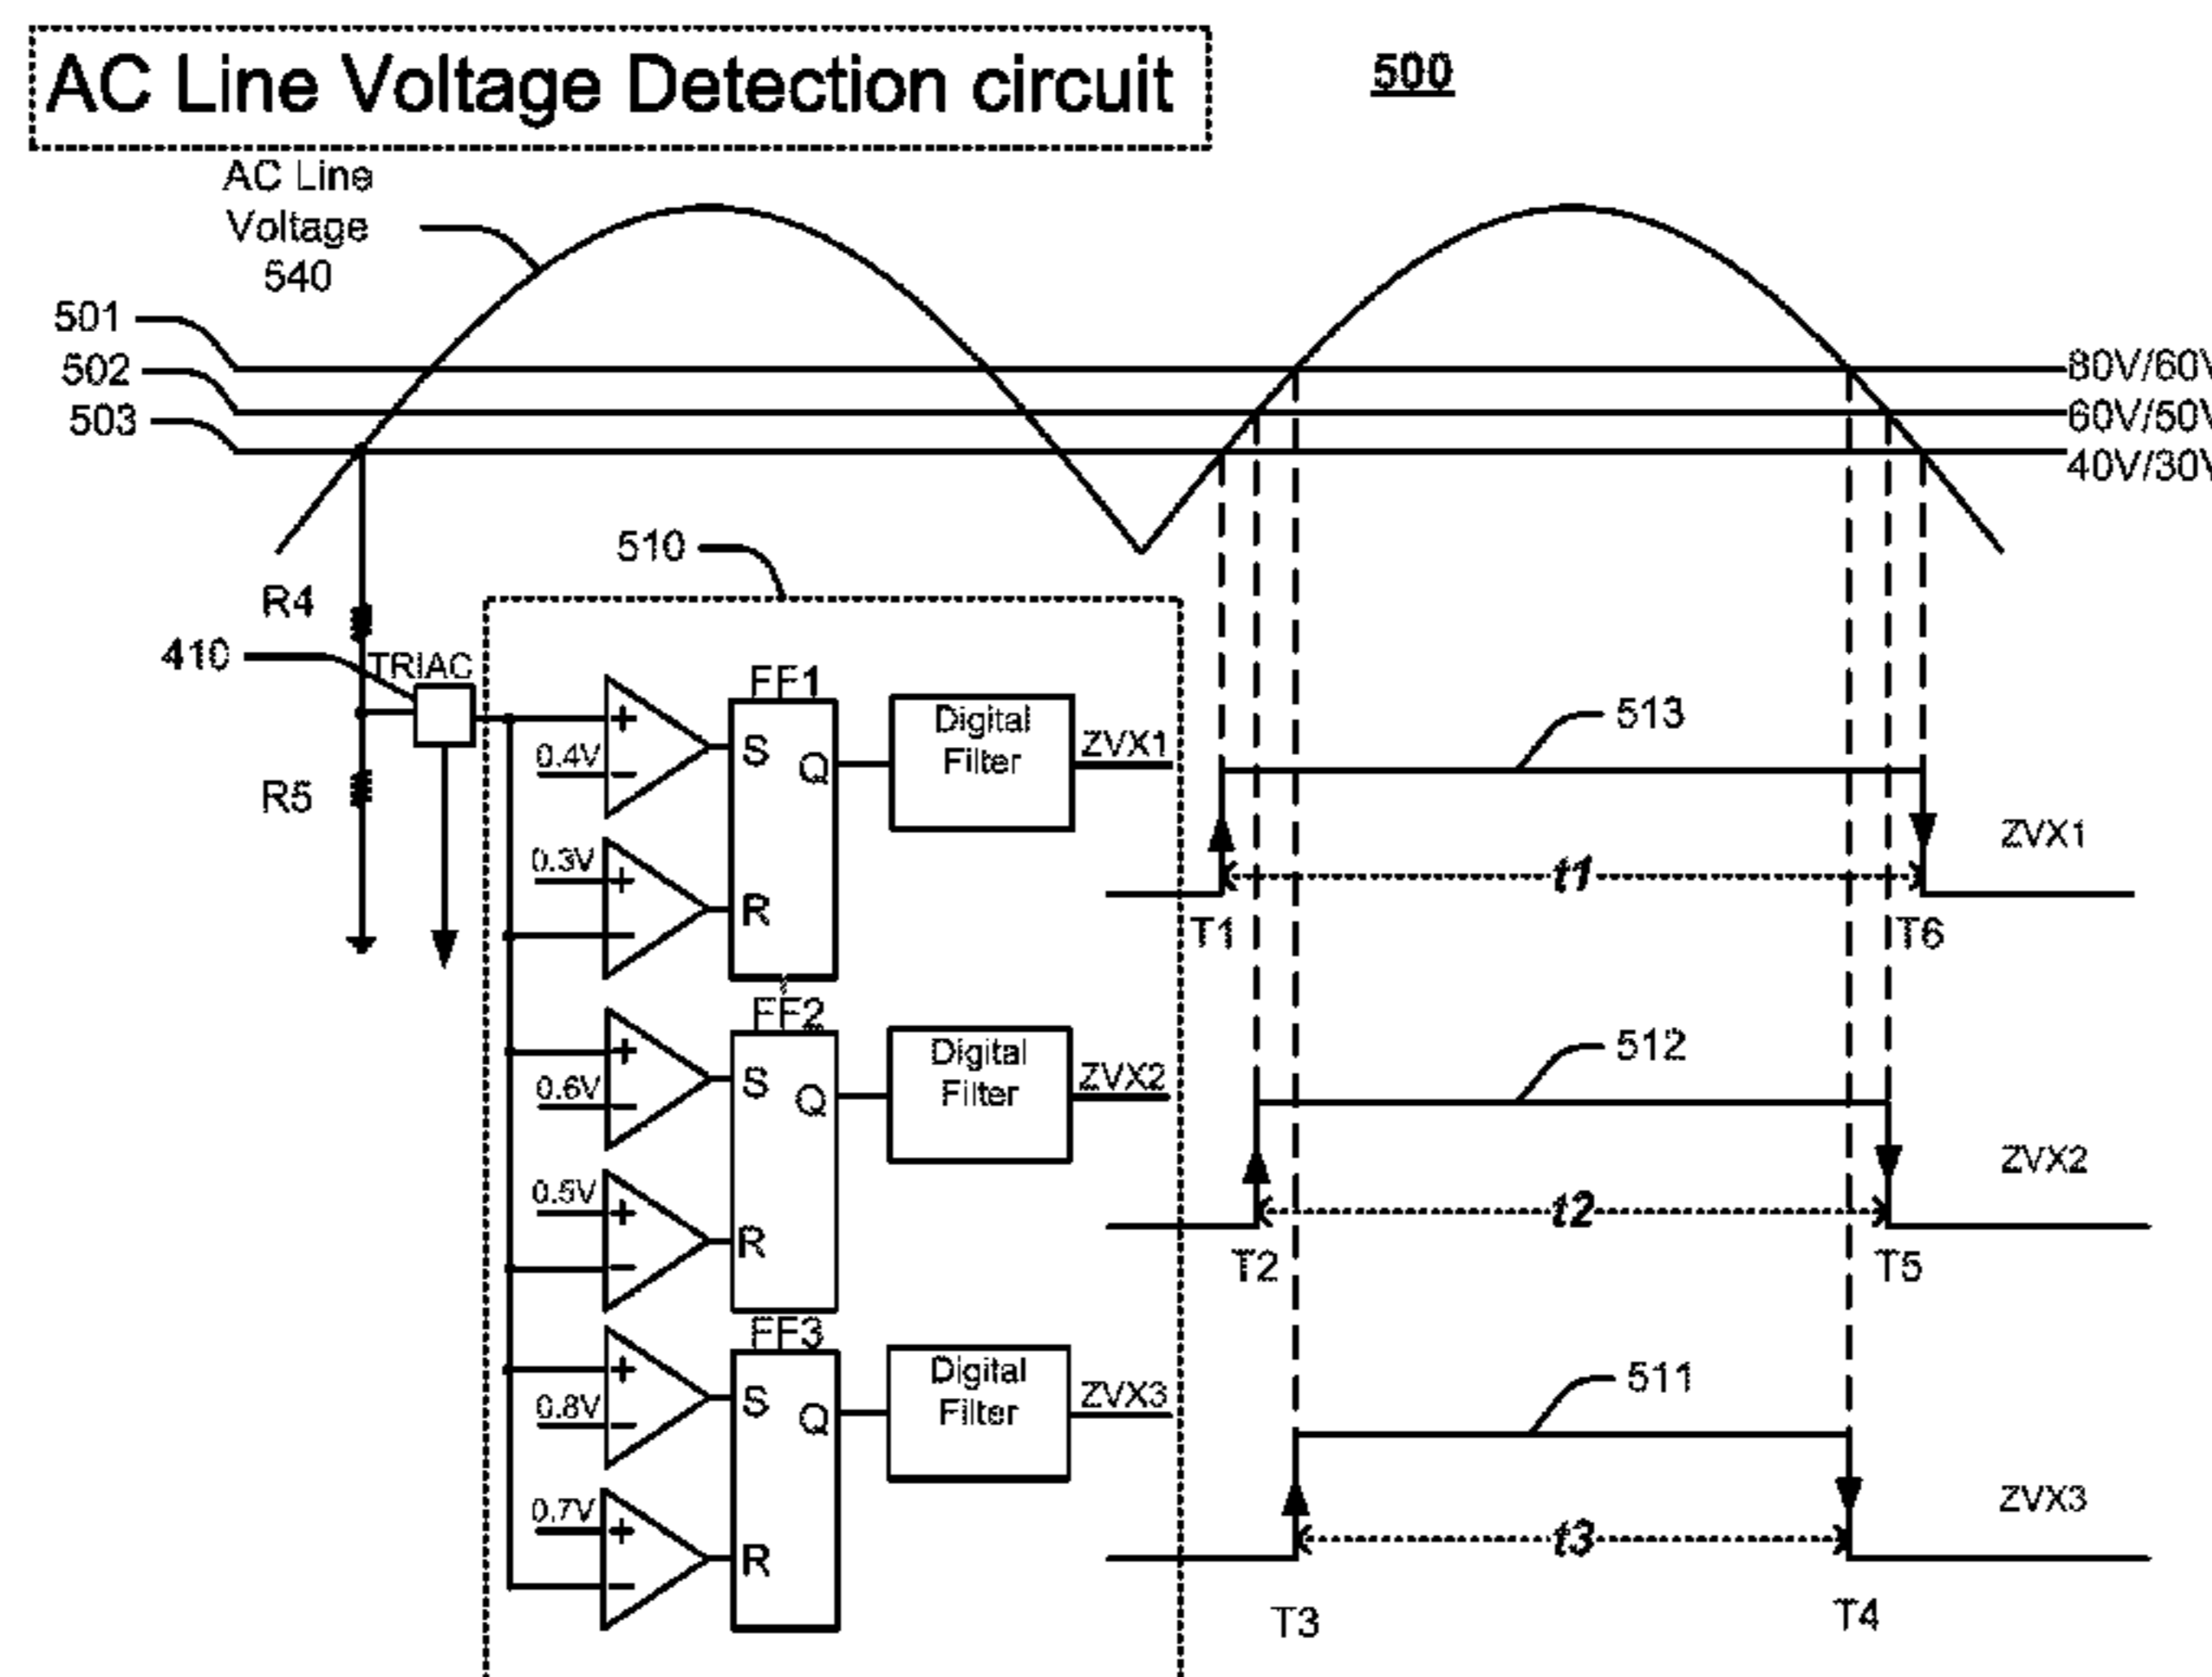 AC Line Voltage Detection circuit
500
AC Line
Voltage
540
501
502
503
80V/60V
60V/50V
40V/30V
510
R4
410
TRIAC
R5
FF1
0.4V
+
-
S
Q
0.3V
+
-
R
Digital
Filter
ZVX1
513
ZVX1
t1
T1
T6
FF2
0.6V
+
-
S
Q
0.5V
+
-
R
Digital
Filter
ZVX2
512
ZVX2
t2
T2
T5
FF3
0.8V
+
-
S
Q
0.7V
+
-
R
Digital
Filter
ZVX3
511
ZVX3
t3
T3
T4